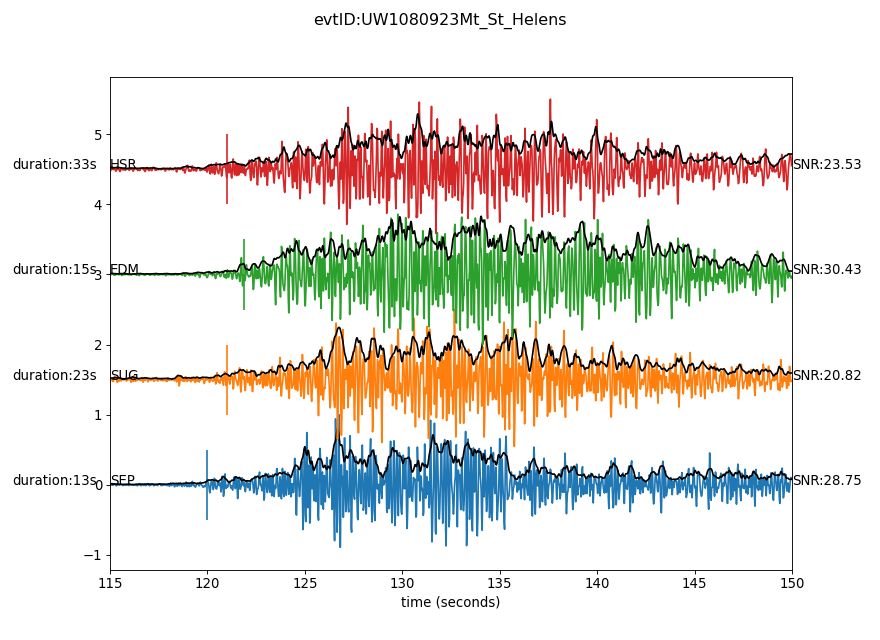 evtID:UW1080923Mt_St_Helens
5
duration:33s HSR SNR:23.53
4
duration:15s EDM SNR:30.43
3
2
duration:23s SUG SNR:20.82
1
duration:13s SEP SNR:28.75
0
−1
115 120 125 130 135 140 145 150
time (seconds)